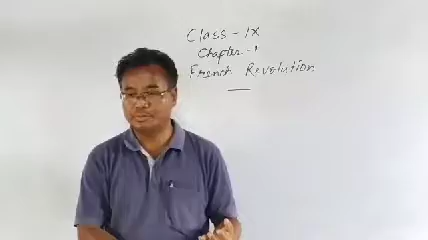 Class - IX
Chapter - 1
French Revolution